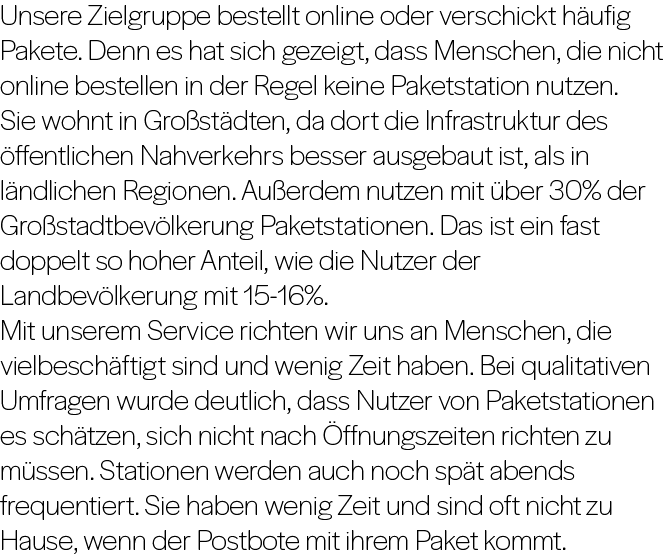 Unsere Zielgruppe bestellt online oder verschickt häufig
Pakete. Denn es hat sich gezeigt, dass Menschen, die nicht
online bestellen in der Regel keine Paketstation nutzen.
Sie wohnt in Großstädten, da dort die Infrastruktur des
öffentlichen Nahverkehrs besser ausgebaut ist, als in
ländlichen Regionen. Außerdem nutzen mit über 30% der
Großstadtbevölkerung Paketstationen. Das ist ein fast
doppelt so hoher Anteil, wie die Nutzer der
Landbevölkerung mit 15-16%.
Mit unserem Service richten wir uns an Menschen, die
vielbeschäftigt sind und wenig Zeit haben. Bei qualitativen
Umfragen wurde deutlich, dass Nutzer von Paketstationen
es schätzen, sich nicht nach Öffnungszeiten richten zu
müssen. Stationen werden auch noch spät abends
frequentiert. Sie haben wenig Zeit und sind oft nicht zu
Hause, wenn der Postbote mit ihrem Paket kommt.